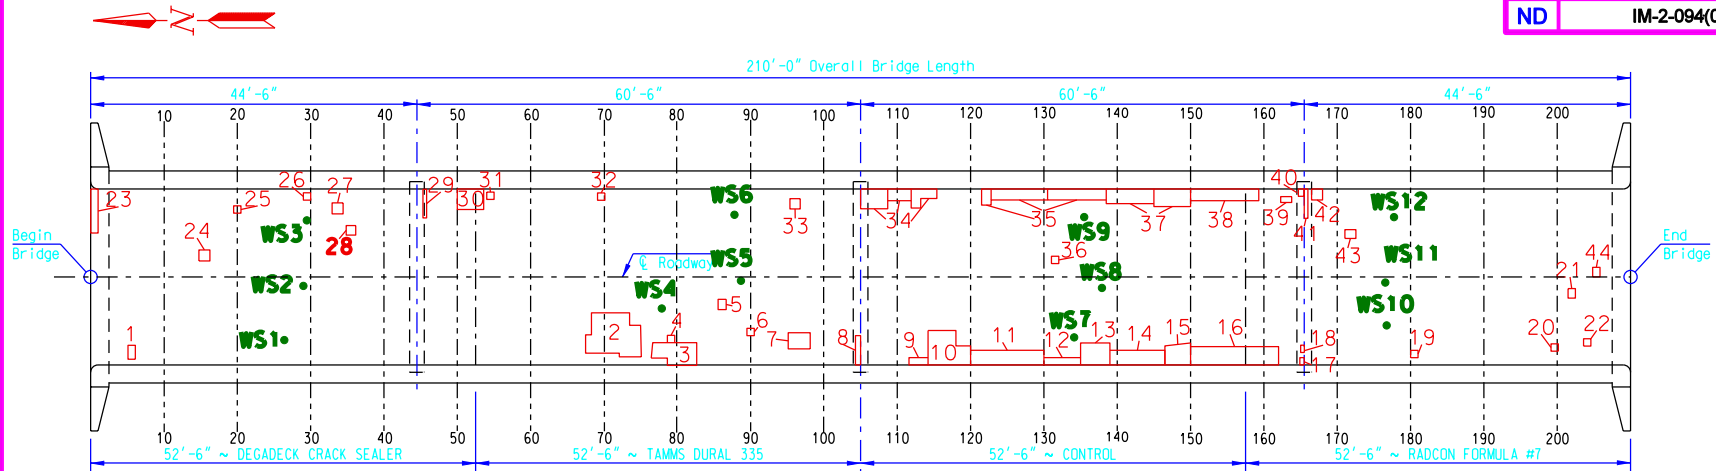 N
ND IM-2-094(0
210'-0" Overall Bridge Length
44'-6" 60'-6" 60'-6" 44'-6"
10 20 30 40 50 60 70 80 90 100 110 120 130 140 150 160 170 180 190 200
23 24 25 26 27 28 29 30 31 32 33 34 35 36 37 38 39 40 41 42 43 44
WS3 WS6 WS9 WS12
WS2 WS5 WS8 WS11
WS1 WS4 WS7 WS10
Begin
Bridge
℄ Roadway
End
Bridge
1 2 3 4 5 6 7 8 9 10 11 12 13 14 15 16 17 18 19 20 21 22
10 20 30 40 50 60 70 80 90 100 110 120 130 140 150 160 170 180 190 200
52'-6" ~ DEGADECK CRACK SEALER 52'-6" ~ TAMMS DURAL 335 52'-6" ~ CONTROL 52'-6" ~ RADCON FORMULA #7